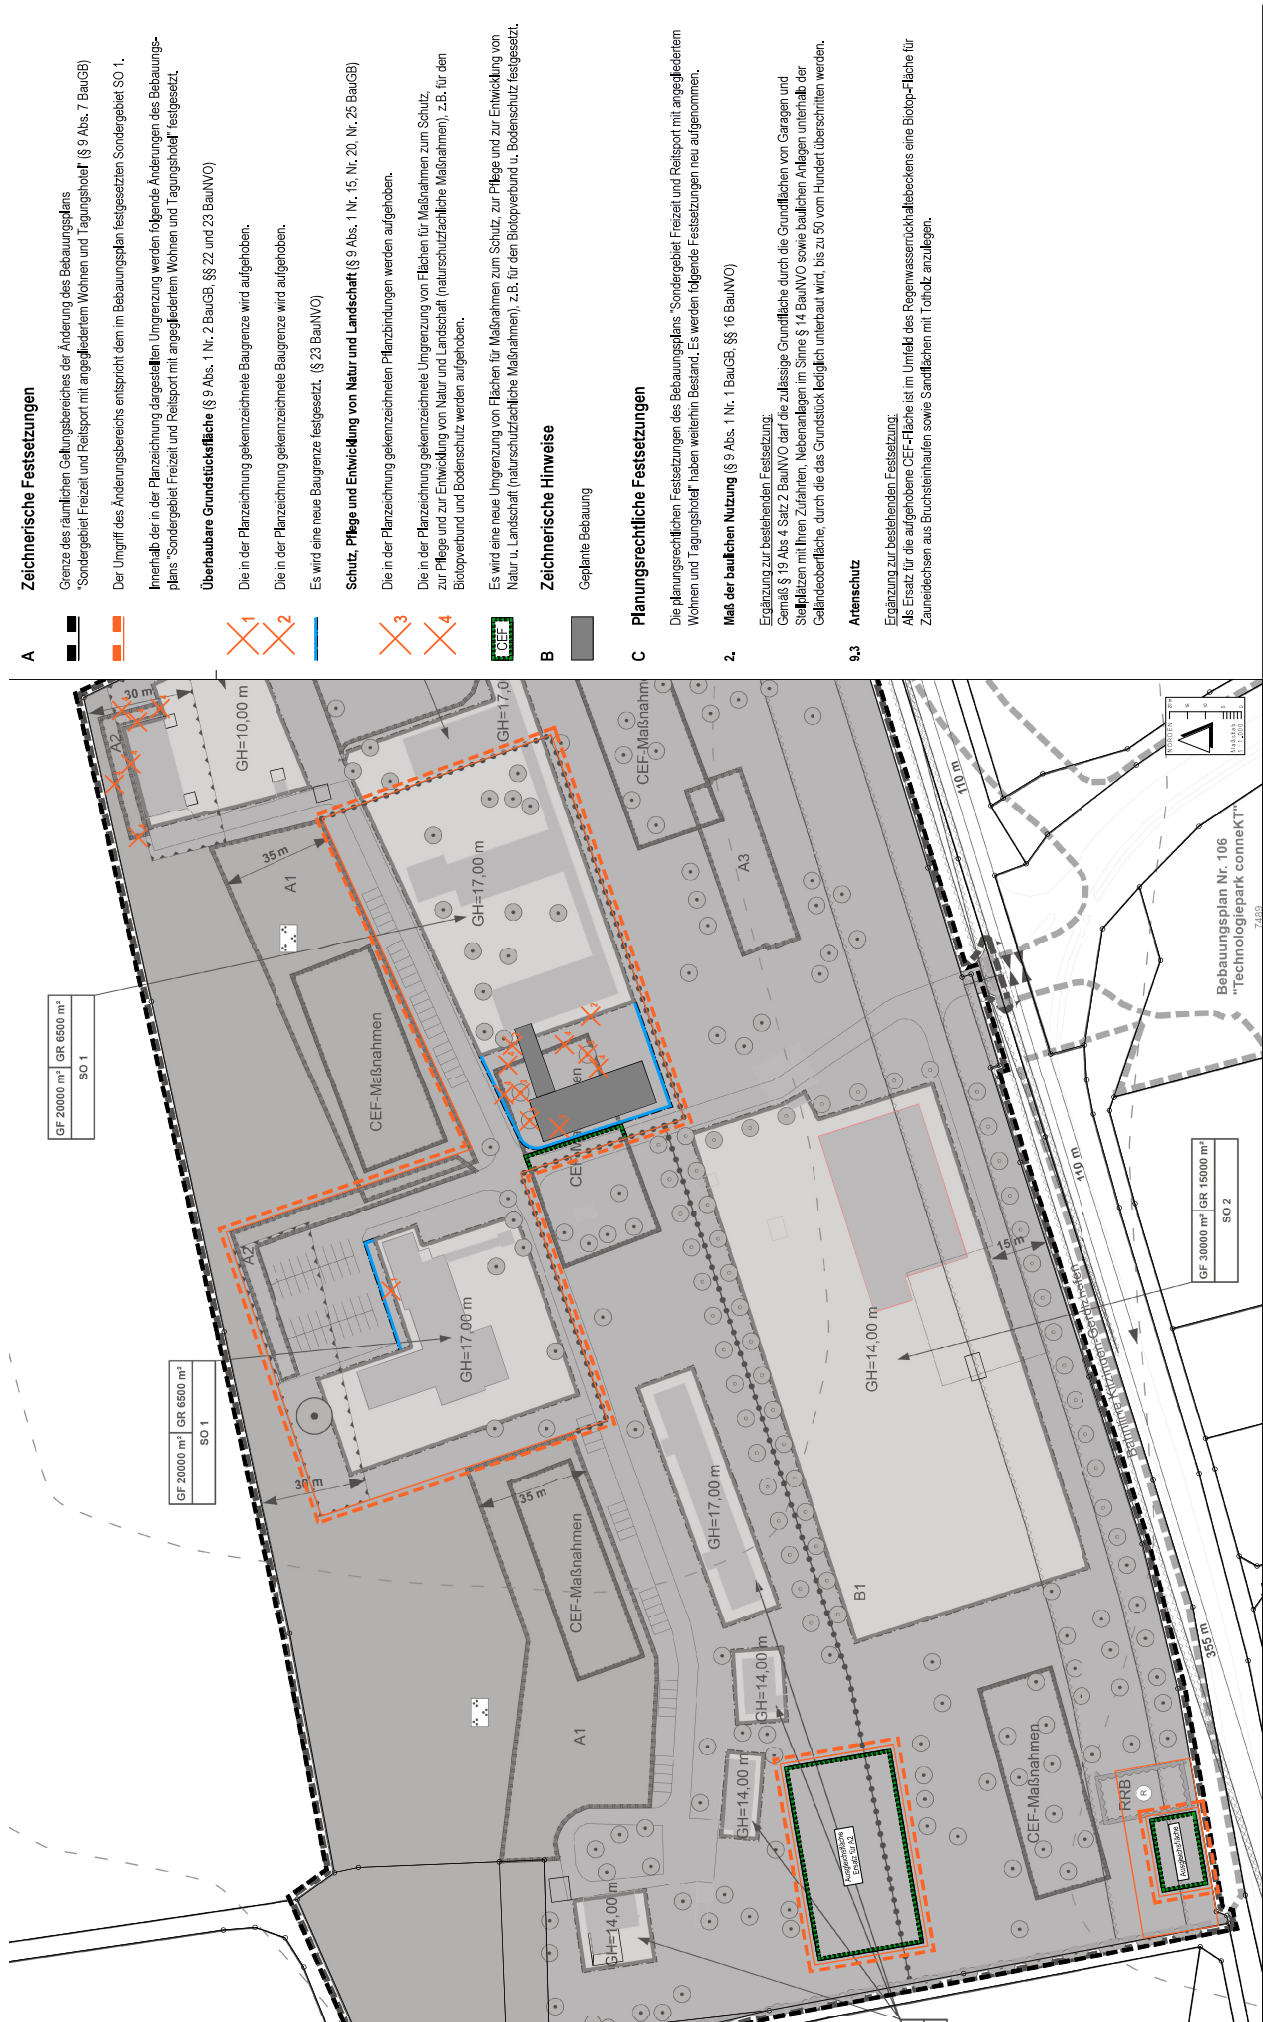 A Zeichnerische Festsetzungen
Grenze des räumlichen Geltungsbereiches der Änderung des Bebauungsplans
"Sondergebiet Freizeit und Reitsport mit angegliedertem Wohnen und Tagungshotel" (§ 9 Abs. 7 BauGB)
Der Umgriff des Änderungsbereichs entspricht dem im Bebauungsplan festgesetzten Sondergebiet SO 1.
Innerhalb der in der Planzeichnung dargestellten Umgrenzung werden folgende Änderungen des Bebauungs-
plans "Sondergebiet Freizeit und Reitsport mit angegliedertem Wohnen und Tagungshotel" festgesetzt.
Überbaubare Grundstücksfläche (§ 9 Abs. 1 Nr. 2 BauGB, §§ 22 und 23 BauNVO)
1 Die in der Planzeichnung gekennzeichnete Baugrenze wird aufgehoben.
2 Die in der Planzeichnung gekennzeichnete Baugrenze wird aufgehoben.
Es wird eine neue Baugrenze festgesetzt. (§ 23 BauNVO)
Schutz, Pflege und Entwicklung von Natur und Landschaft (§ 9 Abs. 1 Nr. 15, Nr. 20, Nr. 25 BauGB)
3 Die in der Planzeichnung gekennzeichneten Pflanzbindungen werden aufgehoben.
4 Die in der Planzeichnung gekennzeichnete Umgrenzung von Flächen für Maßnahmen zum Schutz,
zur Pflege und zur Entwicklung von Natur und Landschaft (naturschutzfachliche Maßnahmen), z.B. für den
Biotopverbund und Bodenschutz werden aufgehoben.
CEF Es wird eine neue Umgrenzung von Flächen für Maßnahmen zum Schutz, zur Pflege und zur Entwicklung von
Natur u. Landschaft (naturschutzfachliche Maßnahmen), z.B. für den Biotopverbund u. Bodenschutz festgesetzt.
B Zeichnerische Hinweise
Geplante Bebauung
C Planungsrechtliche Festsetzungen
Die planungsrechtlichen Festsetzungen des Bebauungsplans "Sondergebiet Freizeit und Reitsport mit angegliedertem
Wohnen und Tagungshotel" haben weiterhin Bestand. Es werden folgende Festsetzungen neu aufgenommen.
2. Maß der baulichen Nutzung (§ 9 Abs. 1 Nr. 1 BauGB, §§ 16 BauNVO)
Ergänzung zur bestehenden Festsetzung:
Gemäß § 19 Abs 4 Satz 2 BauNVO darf die zulässige Grundfläche durch die Grundflächen von Garagen und
Stellplätzen mit ihren Zufahrten, Nebenanlagen im Sinne § 14 BauNVO sowie baulichen Anlagen unterhalb der
Geländeoberfläche, durch die das Grundstück lediglich unterbaut wird, bis zu 50 vom Hundert überschritten werden.
9.3 Artenschutz
Ergänzung zur bestehenden Festsetzung:
Als Ersatz für die aufgehobene CEF-Fläche ist im Umfeld des Regenwasserrückhaltebeckens eine Biotop-Fläche für
Zauneidechsen aus Bruchsteinhaufen sowie Sandflächen mit Totholz anzulegen.
GF 20000 m² GR 6500 m²
SO 1
GF 20000 m² GR 6500 m²
SO 1
GF 30000 m² GR 15000 m²
SO 2
A2
30 m
GH=10,00 m
35 m
A1
CEF-Maßnahmen
GH=17,00 m
GH=17,0
CEF-Maßnahm
A3
A2
GH=17,00 m
30 m
35 m
CEF-Maßnahmen
A1
GH=17,00 m
GH=14,00 m
GH=14,00 m
GH=14,00 m
GH=14,00 m
B1
15 m
Ausgleichsfläche
Ersatz für A2
CEF-Maßnahmen
RRB
R
Ausgleichsfläche
110 m
110 m
355 m
Bebauungsplan Nr. 106
"Technologiepark conneKT"
7489
NORDEN
Maßstab
1:1.000